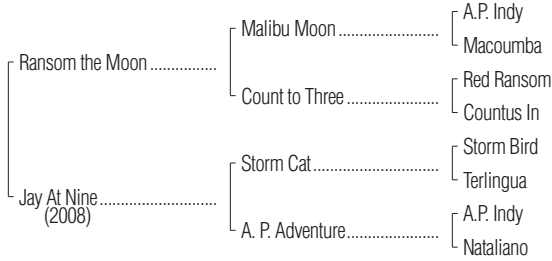 A.P. Indy
Malibu Moon ....................
Macoumba
Ransom the Moon ................
Red Ransom
Count to Three ..................
Countus In
Storm Bird
Storm Cat .........................
Terlingua
Jay At Nine ............................
(2008)
A.P. Indy
A. P. Adventure ..................
Nataliano